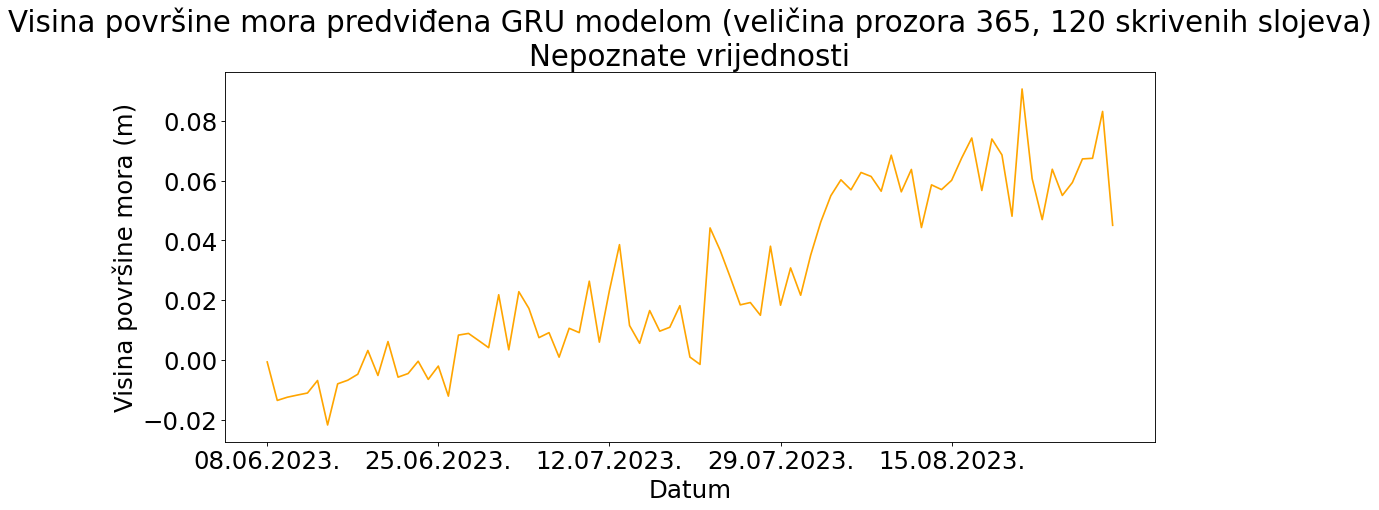 Visina površine mora predviđena GRU modelom (veličina prozora 365, 120 skrivenih slojeva)
Nepoznate vrijednosti
Visina površine mora (m)
0.08
0.06
0.04
0.02
0.00
−0.02
08.06.2023. 25.06.2023. 12.07.2023. 29.07.2023. 15.08.2023.
Datum